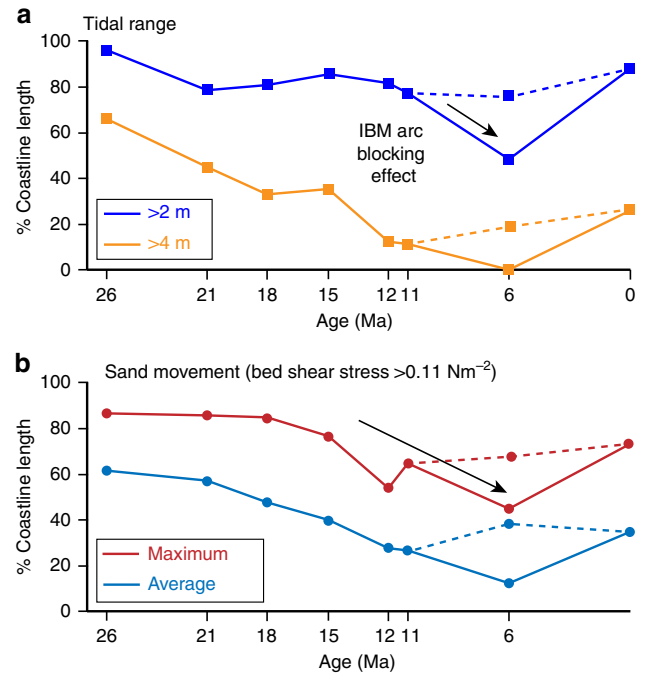 a
Tidal range
100
80
60
40
20
0
% Coastline length
IBM arc
blocking
effect
>2 m
>4 m
26 21 18 15 12 11 6 0
Age (Ma)
b
Sand movement (bed shear stress >0.11 Nm⁻²)
100
80
60
40
20
0
% Coastline length
Maximum
Average
26 21 18 15 12 11 6
Age (Ma)